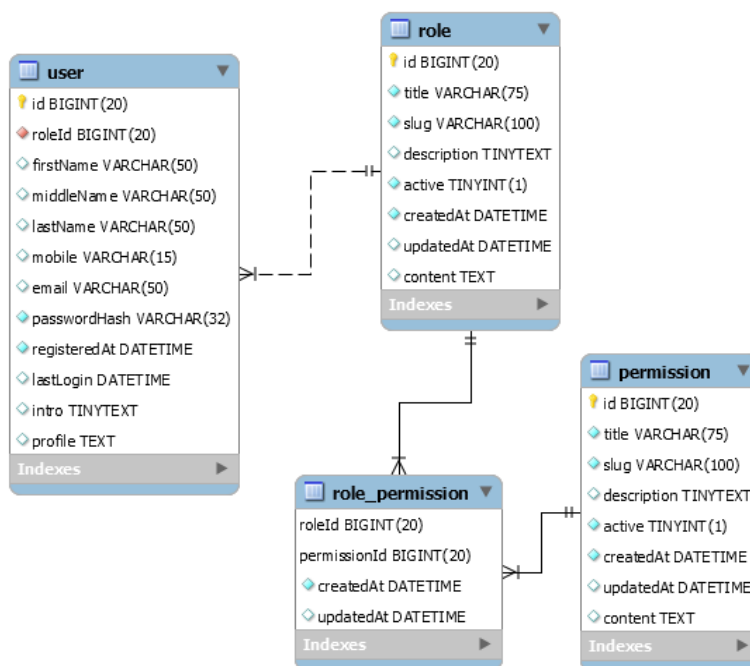 user
id BIGINT(20)
roleId BIGINT(20)
firstName VARCHAR(50)
middleName VARCHAR(50)
lastName VARCHAR(50)
mobile VARCHAR(15)
email VARCHAR(50)
passwordHash VARCHAR(32)
registeredAt DATETIME
lastLogin DATETIME
intro TINYTEXT
profile TEXT
Indexes
role
id BIGINT(20)
title VARCHAR(75)
slug VARCHAR(100)
description TINYTEXT
active TINYINT(1)
createdAt DATETIME
updatedAt DATETIME
content TEXT
Indexes
role_permission
roleId BIGINT(20)
permissionId BIGINT(20)
createdAt DATETIME
updatedAt DATETIME
Indexes
permission
id BIGINT(20)
title VARCHAR(75)
slug VARCHAR(100)
description TINYTEXT
active TINYINT(1)
createdAt DATETIME
updatedAt DATETIME
content TEXT
Indexes